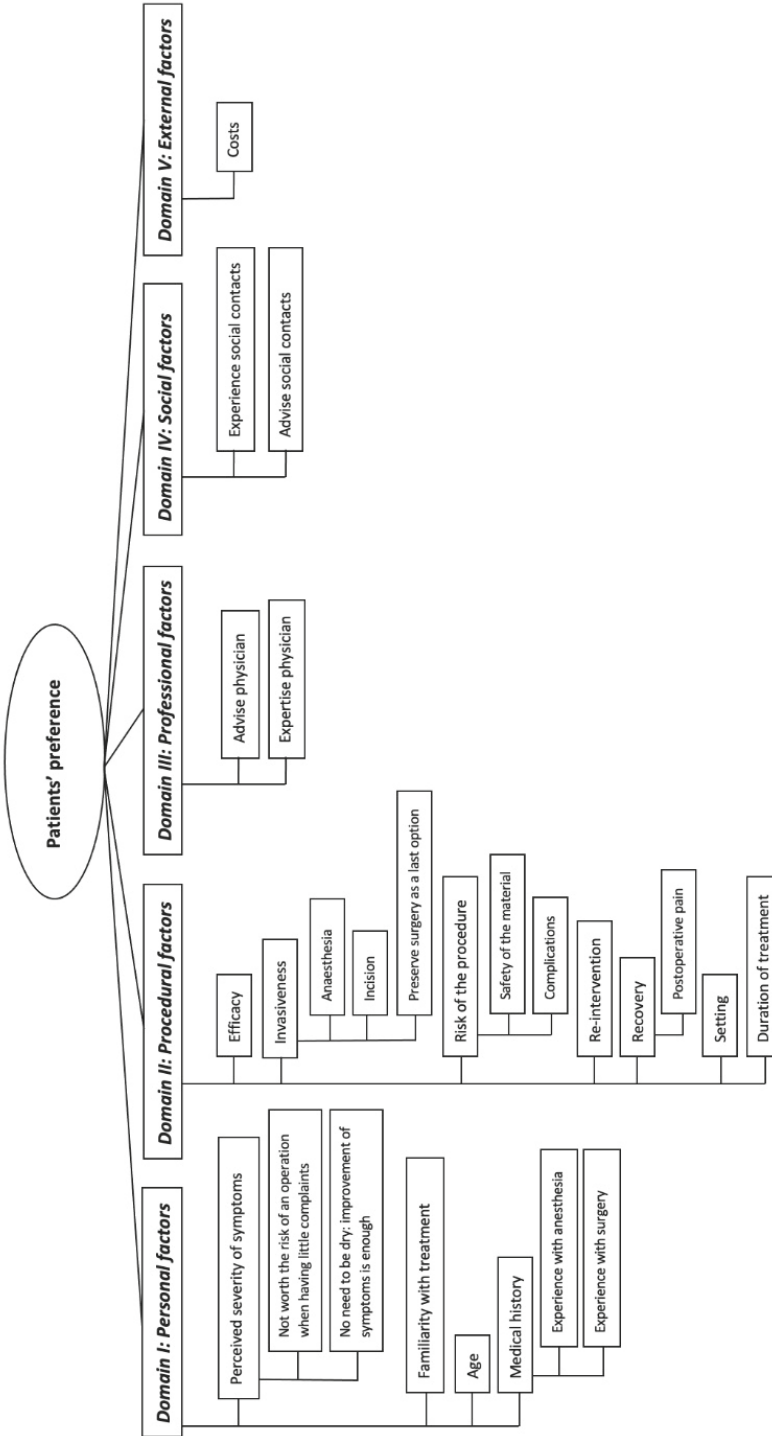 Patients' preference
Domain I: Personal factors
Perceived severity of symptoms
Not worth the risk of an operation
when having little complaints
No need to be dry: improvement of
symptoms is enough
Familiarity with treatment
Age
Medical history
Experience with anesthesia
Experience with surgery
Domain II: Procedural factors
Efficacy
Invasiveness
Anaesthesia
Incision
Preserve surgery as a last option
Risk of the procedure
Safety of the material
Complications
Re-intervention
Recovery
Postoperative pain
Setting
Duration of treatment
Domain III: Professional factors
Advise physician
Expertise physician
Domain IV: Social factors
Experience social contacts
Advise social contacts
Domain V: External factors
Costs